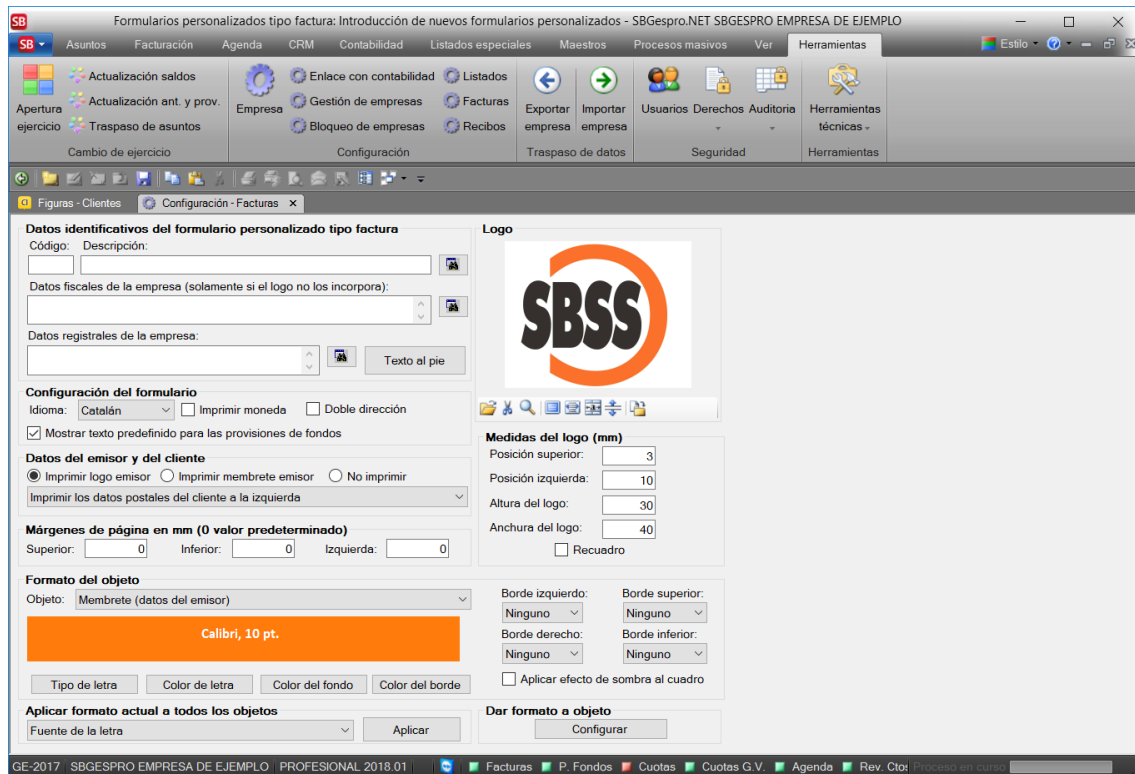 SB Formularios personalizados tipo factura: Introducción de nuevos formularios personalizados - SBGespro.NET SBGESPRO EMPRESA DE EJEMPLO
SB Asuntos Facturación Agenda CRM Contabilidad Listados especiales Maestros Procesos masivos Ver Herramientas Estilo
Actualización saldos Enlace con contabilidad Listados
Actualización ant. y prov. Gestión de empresas Facturas
Traspaso de asuntos Bloqueo de empresas Recibos
Apertura ejercicio Empresa Exportar empresa Importar empresa Usuarios Derechos Auditoria Herramientas técnicas
Cambio de ejercicio Configuración Traspaso de datos Seguridad Herramientas
Figuras - Clientes Configuración - Facturas
Datos identificativos del formulario personalizado tipo factura
Código: Descripción:
Datos fiscales de la empresa (solamente si el logo no los incorpora):
Datos registrales de la empresa:
Texto al pie
Configuración del formulario
Idioma: Catalán Imprimir moneda Doble dirección
Mostrar texto predefinido para las provisiones de fondos
Datos del emisor y del cliente
Imprimir logo emisor Imprimir membrete emisor No imprimir
Imprimir los datos postales del cliente a la izquierda
Márgenes de página en mm (0 valor predeterminado)
Superior: 0 Inferior: 0 Izquierda: 0
Logo
SBSS
Medidas del logo (mm)
Posición superior: 3
Posición izquierda: 10
Altura del logo: 30
Anchura del logo: 40
Recuadro
Formato del objeto
Objeto: Membrete (datos del emisor)
Calibri, 10 pt.
Tipo de letra Color de letra Color del fondo Color del borde
Borde izquierdo: Borde superior:
Ninguno Ninguno
Borde derecho: Borde inferior:
Ninguno Ninguno
Aplicar efecto de sombra al cuadro
Aplicar formato actual a todos los objetos
Fuente de la letra Aplicar
Dar formato a objeto
Configurar
GE-2017 SBGESPRO EMPRESA DE EJEMPLO PROFESIONAL 2018.01 Facturas P. Fondos Cuotas Cuotas G.V. Agenda Rev. Ctos Proceso en curso